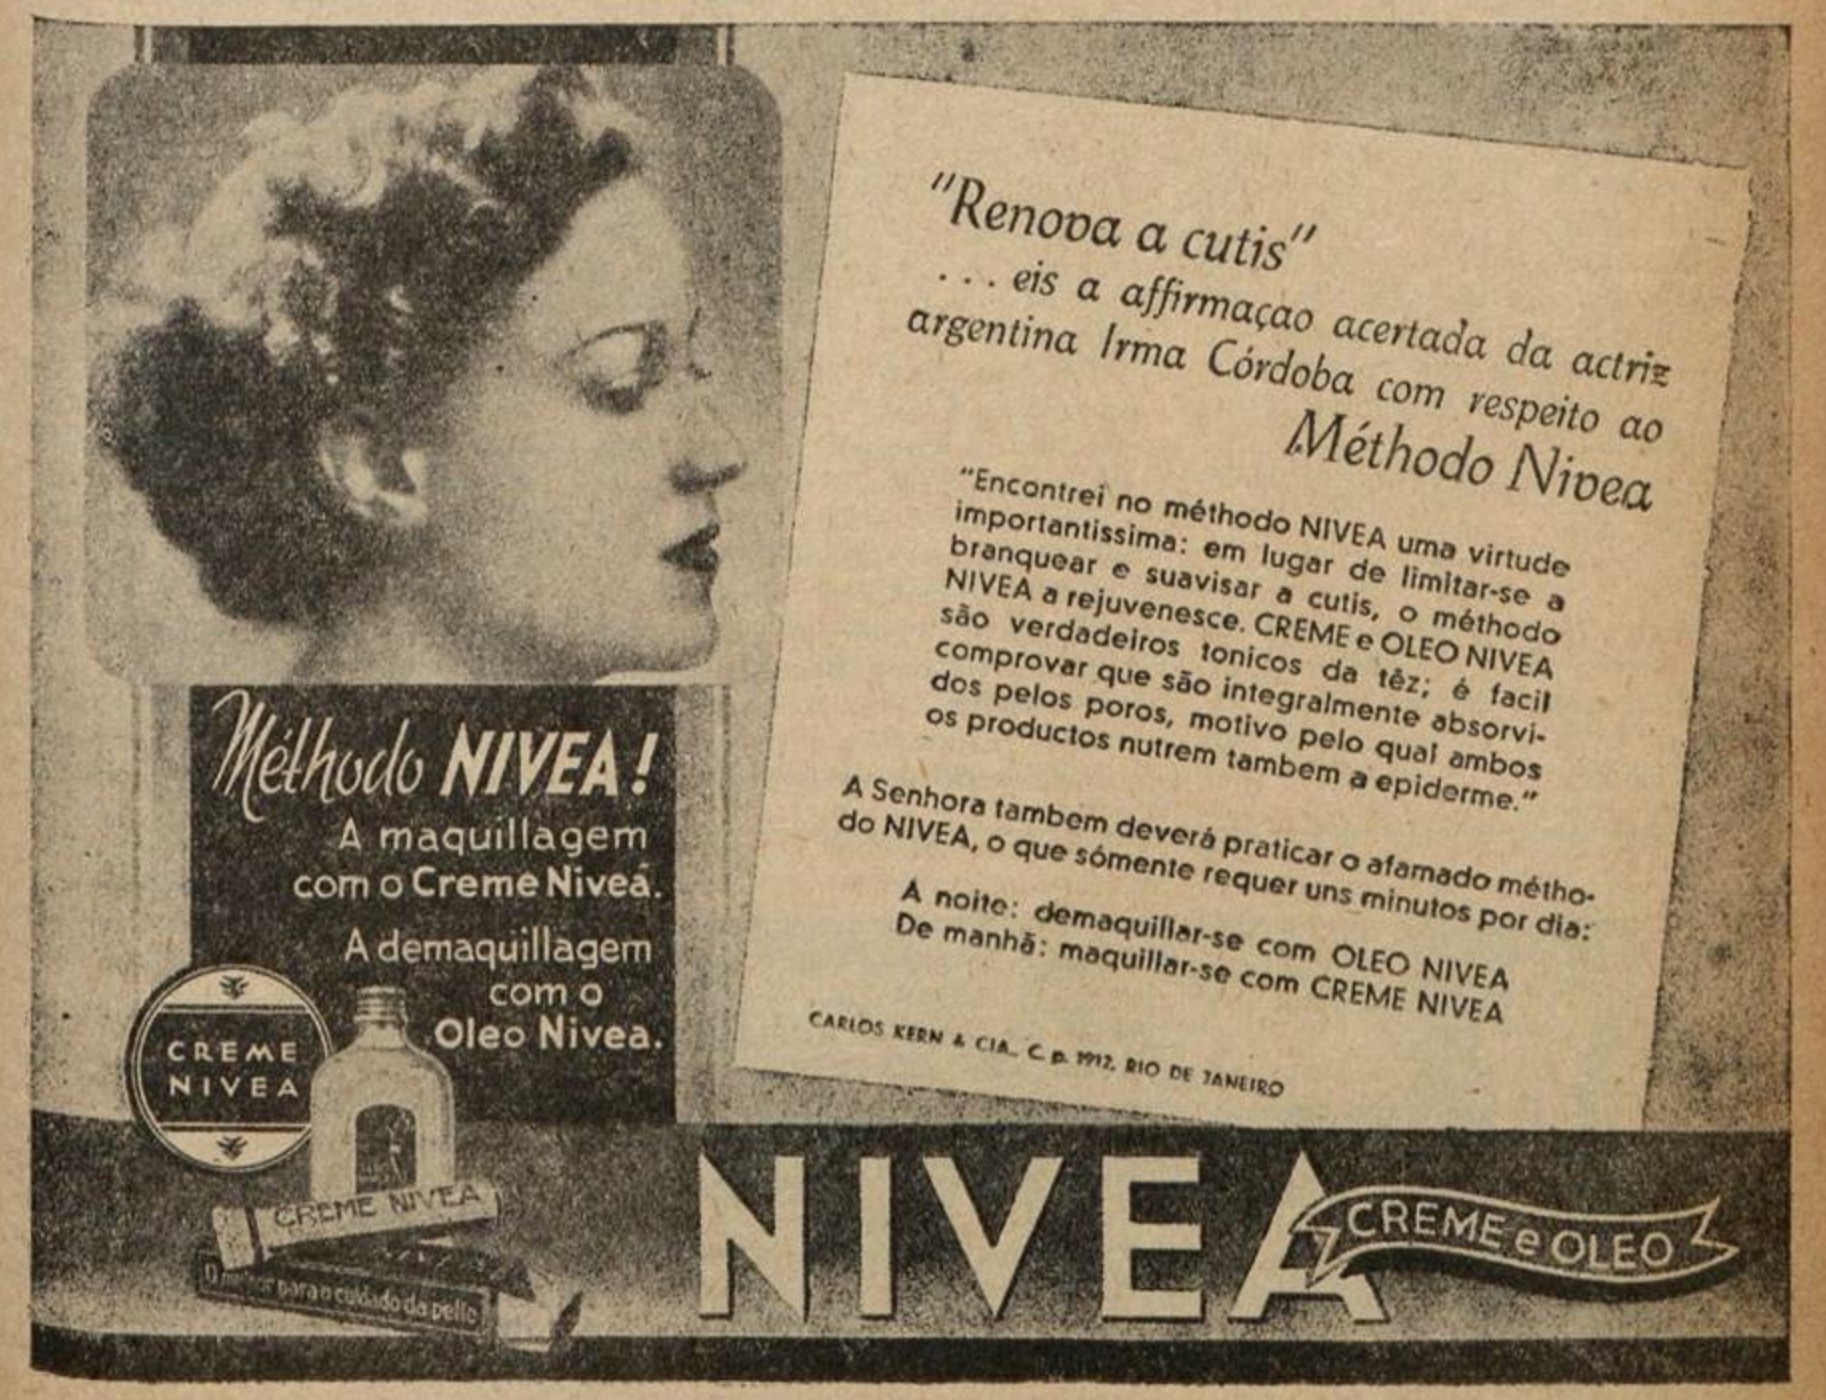 "Renova a cutis"
... eis a affirmaçao acertada da actriz
argentina Irma Córdoba com respeito ao
Méthodo Nivea
"Encontrei no méthodo NIVEA uma virtude
importantissima: em lugar de limitar-se a
branquear e suavisar a cutis, o méthodo
NIVEA a rejuvenesce. CREME e OLEO NIVEA
são verdadeiros tonicos da têz; é facil
comprovar que são integralmente absorvi-
dos pelos poros, motivo pelo qual ambos
os productos nutrem tambem a epiderme."
A Senhora tambem deverá praticar o afamado métho-
do NIVEA, o que sómente requer uns minutos por dia:
A noite: demaquillar-se com OLEO NIVEA
De manhã: maquillar-se com CREME NIVEA
CARLOS KERN & CIA., C. p. 1912, RIO DE JANEIRO
Méthodo NIVEA!
A maquillagem
com o Creme Nivea.
A demaquillagem
com o
Oleo Nivea.
CREME
NIVEA
CREME NIVEA
O melhor para o cuidado da pelle
NIVEA
CREME e OLEO